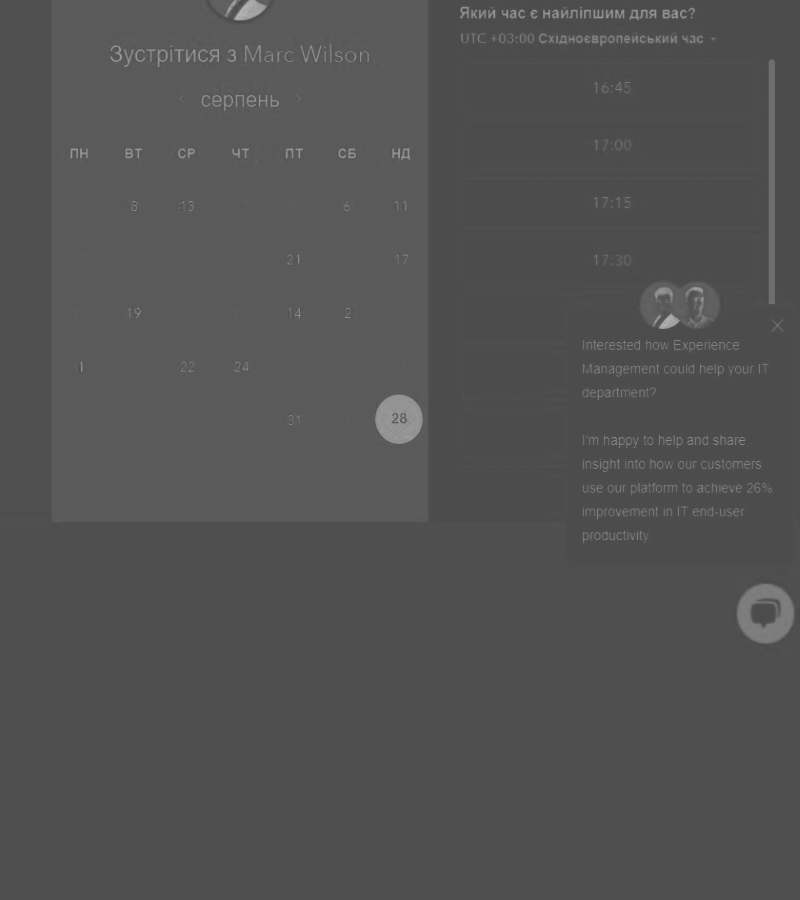 Зустрітися з Marc Wilson
серпень
ПН ВТ СР ЧТ ПТ СБ НД
8 13 6 11
21 17
19 14 2
1 22 24
31 28
Який час є найліпшим для вас?
UTC +03:00 Східноєвропейський час
16:45
17:00
17:15
17:30
Interested how Experience
Management could help your IT
department?
I'm happy to help and share
insight into how our customers
use our platform to achieve 26%
improvement in IT end-user
productivity.